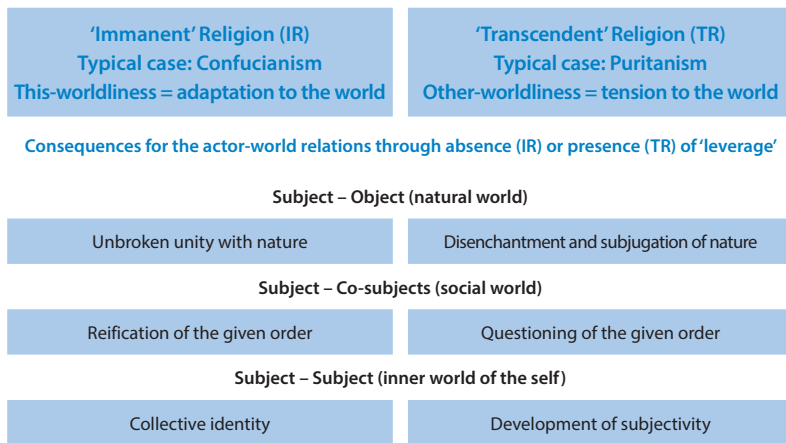 ‘Immanent’ Religion (IR)
Typical case: Confucianism
This-worldliness = adaptation to the world
‘Transcendent’ Religion (TR)
Typical case: Puritanism
Other-worldliness = tension to the world
Consequences for the actor-world relations through absence (IR) or presence (TR) of ‘leverage’
Subject – Object (natural world)
Unbroken unity with nature
Disenchantment and subjugation of nature
Subject – Co-subjects (social world)
Reification of the given order
Questioning of the given order
Subject – Subject (inner world of the self)
Collective identity
Development of subjectivity